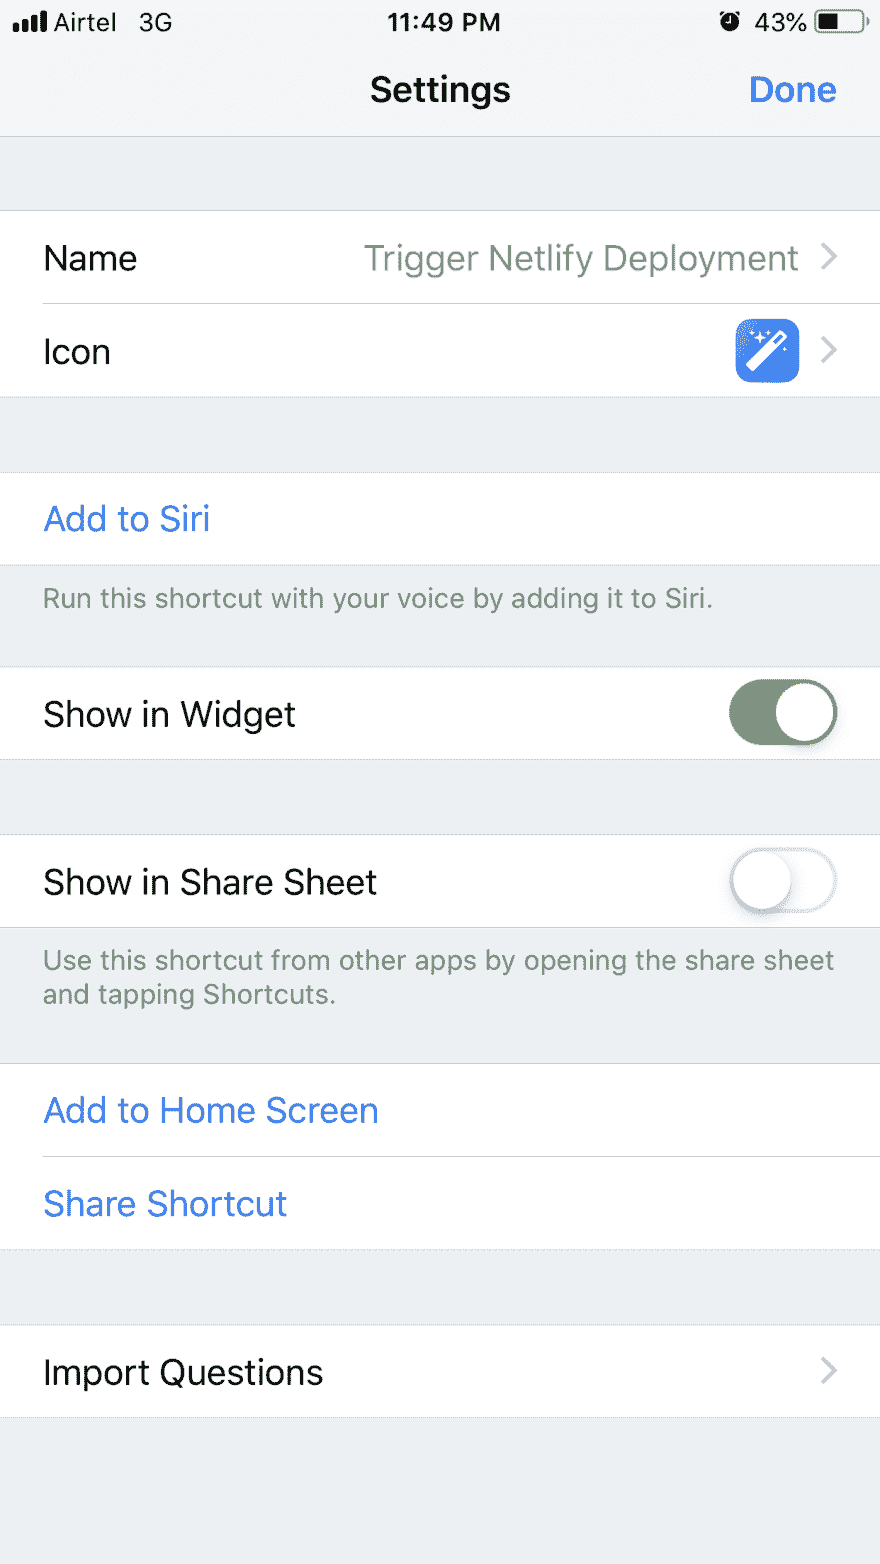 Airtel 3G 11:49 PM 43%
Settings Done
Name Trigger Netlify Deployment
Icon
Add to Siri
Run this shortcut with your voice by adding it to Siri.
Show in Widget
Show in Share Sheet
Use this shortcut from other apps by opening the share sheet
and tapping Shortcuts.
Add to Home Screen
Share Shortcut
Import Questions